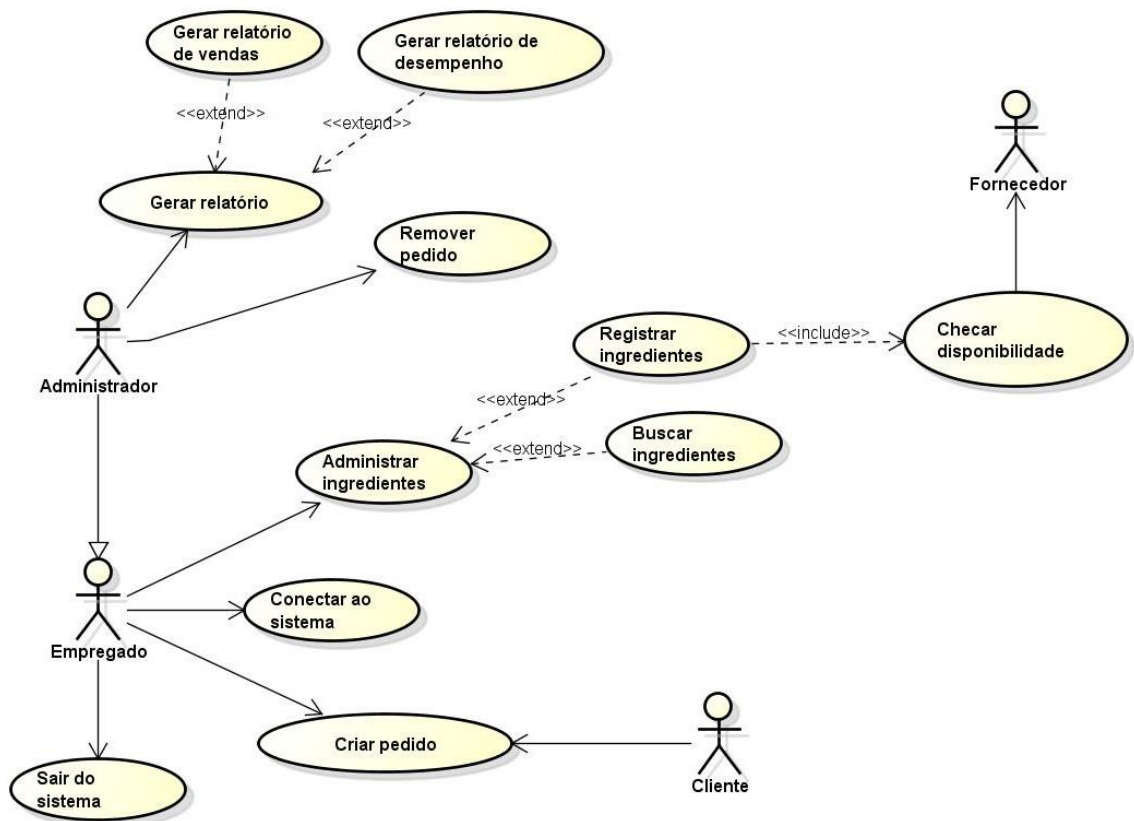 Gerar relatório
de vendas
Gerar relatório de
desempenho
<<extend>>
<<extend>>
Gerar relatório
Fornecedor
Remover
pedido
Administrador
Registrar
ingredientes
<<include>>
Checar
disponibilidade
<<extend>>
Buscar
ingredientes
<<extend>>
Administrar
ingredientes
Conectar ao
sistema
Empregado
Criar pedido
Cliente
Sair do
sistema